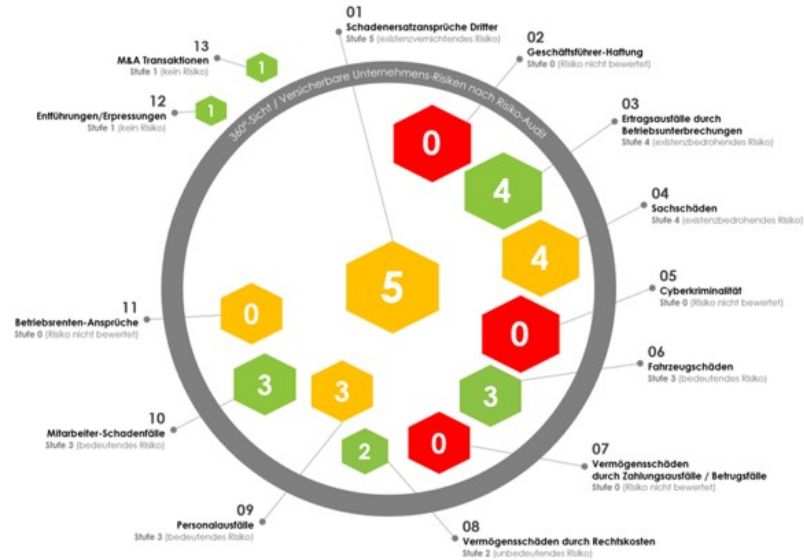 360°-Sicht / Versicherbare Unternehmens-Risiken nach Risiko-Audit
01
Schadenersatzansprüche Dritter
Stufe 5 (existenzvernichtendes Risiko)
5
02
Geschäftsführer-Haftung
Stufe 0 (Risiko nicht bewertet)
0
03
Ertragsausfälle durch
Betriebsunterbrechungen
Stufe 4 (existenzbedrohendes Risiko)
4
04
Sachschäden
Stufe 4 (existenzbedrohendes Risiko)
4
05
Cyberkriminalität
Stufe 0 (Risiko nicht bewertet)
0
06
Fahrzeugschäden
Stufe 3 (bedeutendes Risiko)
3
07
Vermögensschäden
durch Zahlungsausfälle / Betrugsfälle
Stufe 0 (Risiko nicht bewertet)
0
08
Vermögensschäden durch Rechtskosten
Stufe 2 (unbedeutendes Risiko)
2
09
Personalausfälle
Stufe 3 (bedeutendes Risiko)
3
10
Mitarbeiter-Schadenfälle
Stufe 3 (bedeutendes Risiko)
3
11
Betriebsrenten-Ansprüche
Stufe 0 (Risiko nicht bewertet)
0
12
Entführungen/Erpressungen
Stufe 1 (kein Risiko)
1
13
M&A Transaktionen
Stufe 1 (kein Risiko)
1